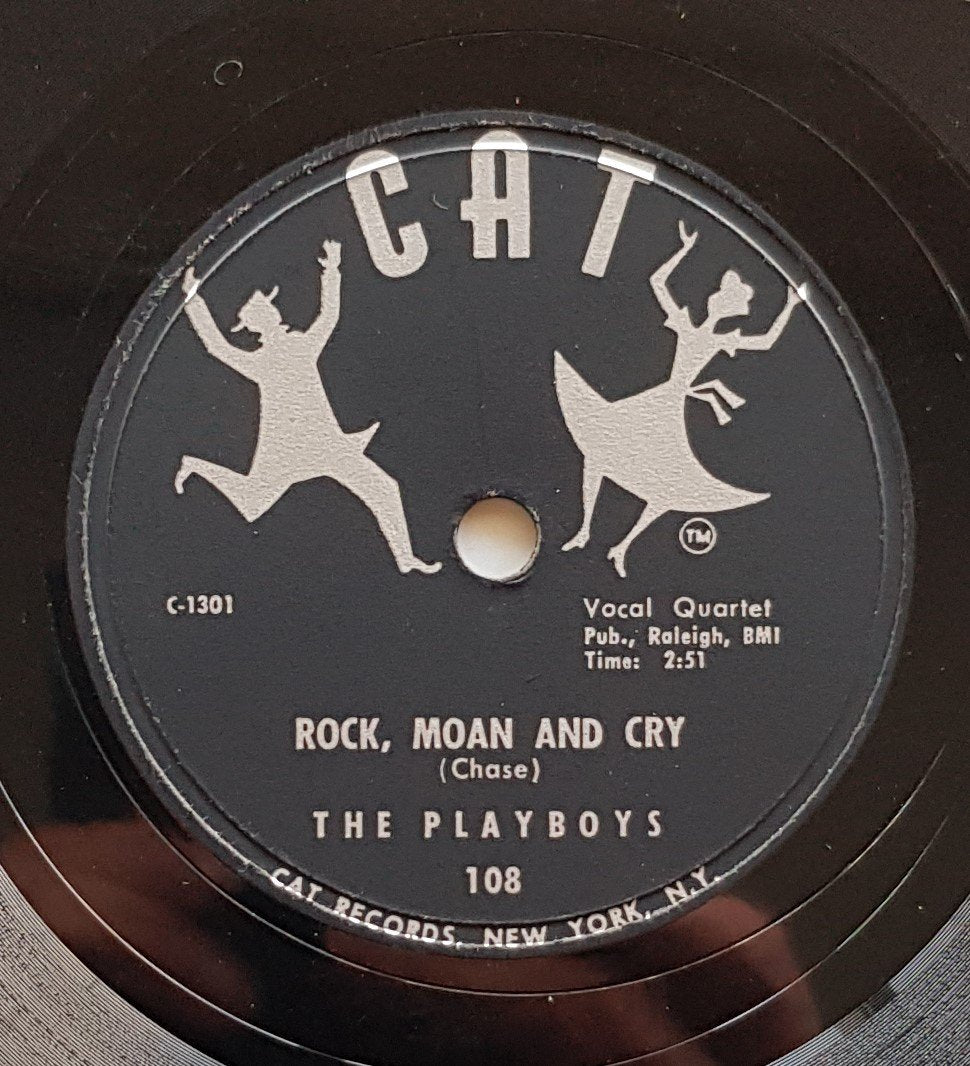 CAT
TM
C-1301
Vocal Quartet
Pub., Raleigh, BMI
Time: 2:51
ROCK, MOAN AND CRY
(Chase)
THE PLAYBOYS
108
CAT RECORDS, NEW YORK, N.Y.